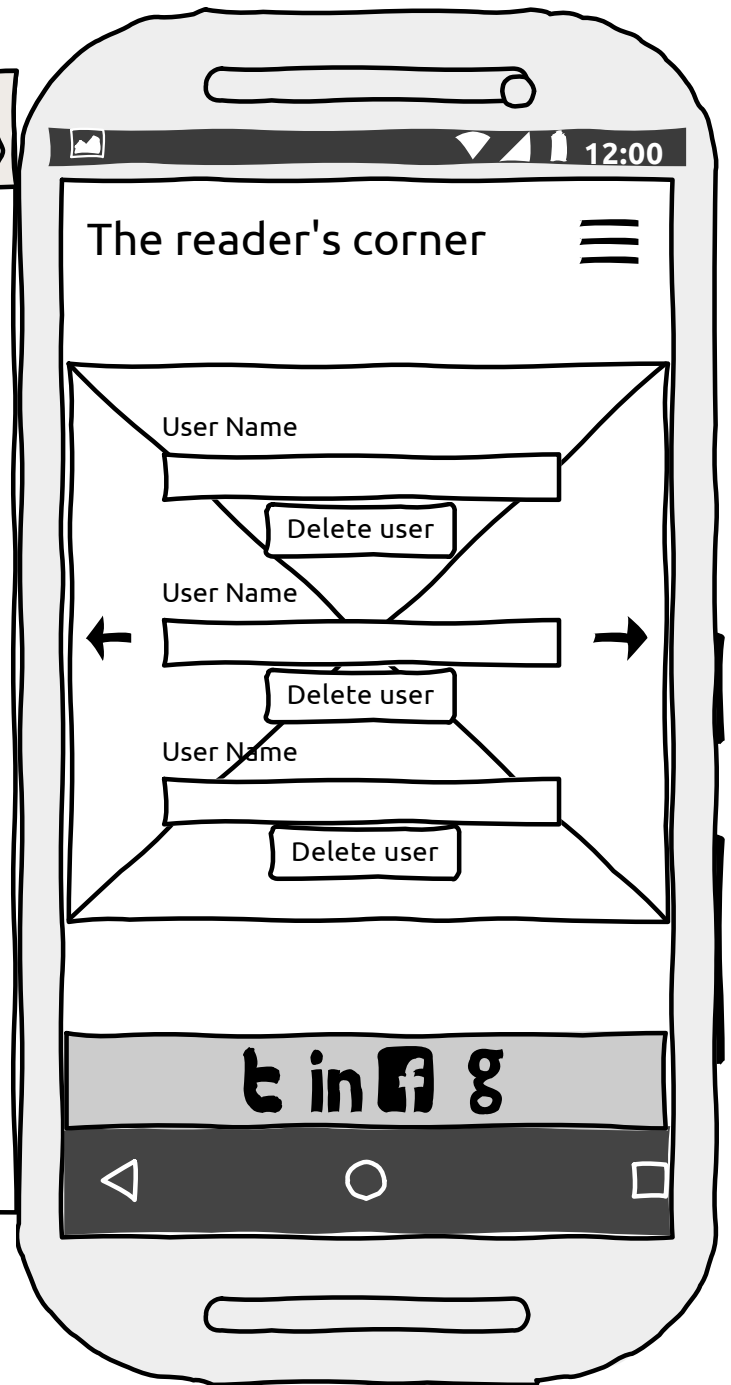 12:00
The reader's corner
User Name
Delete user
User Name
Delete user
User Name
Delete user
t in f g